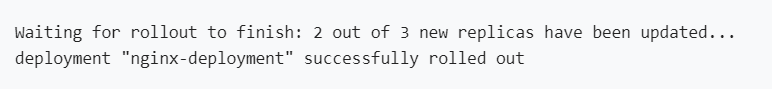 Waiting for rollout to finish: 2 out of 3 new replicas have been updated...
deployment "nginx-deployment" successfully rolled out